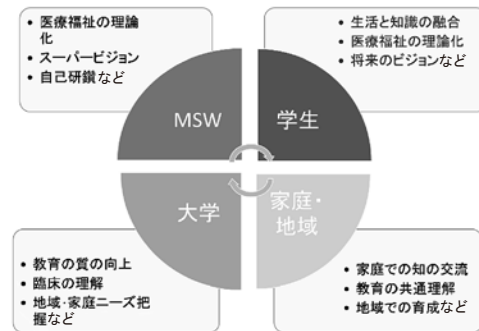 • 医療福祉の理論
化
• スーパービジョン
• 自己研鑽など
• 生活と知識の融合
• 医療福祉の理論化
• 将来のビジョンなど
MSW
学生
大学
家庭・
地域
• 教育の質の向上
• 臨床の理解
• 地域・家庭ニーズ把
握など
• 家庭での知の交流
• 教育の共通理解
• 地域での育成など